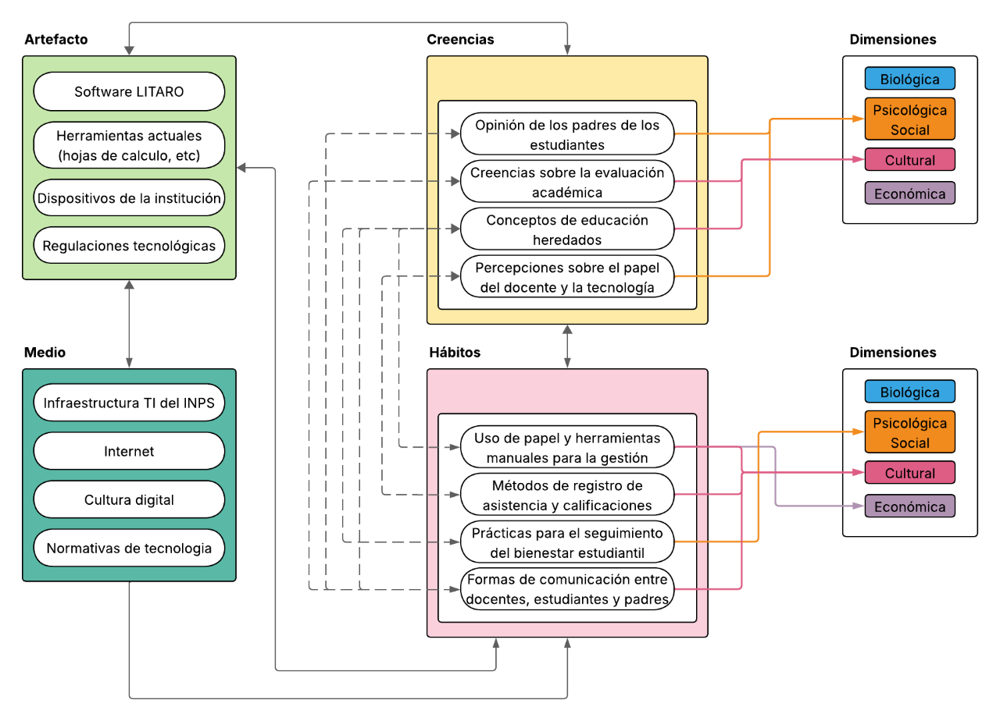 Artefacto
Software LITARO
Herramientas actuales
(hojas de calculo, etc)
Dispositivos de la institución
Regulaciones tecnológicas
Medio
Infraestructura TI del INPS
Internet
Cultura digital
Normativas de tecnologia
Creencias
Opinión de los padres de los
estudiantes
Creencias sobre la evaluación
académica
Conceptos de educación
heredados
Percepciones sobre el papel
del docente y la tecnología
Hábitos
Uso de papel y herramientas
manuales para la gestión
Métodos de registro de
asistencia y calificaciones
Prácticas para el seguimiento
del bienestar estudiantil
Formas de comunicación entre
docentes, estudiantes y padres
Dimensiones
Biológica
Psicológica
Social
Cultural
Económica
Dimensiones
Biológica
Psicológica
Social
Cultural
Económica